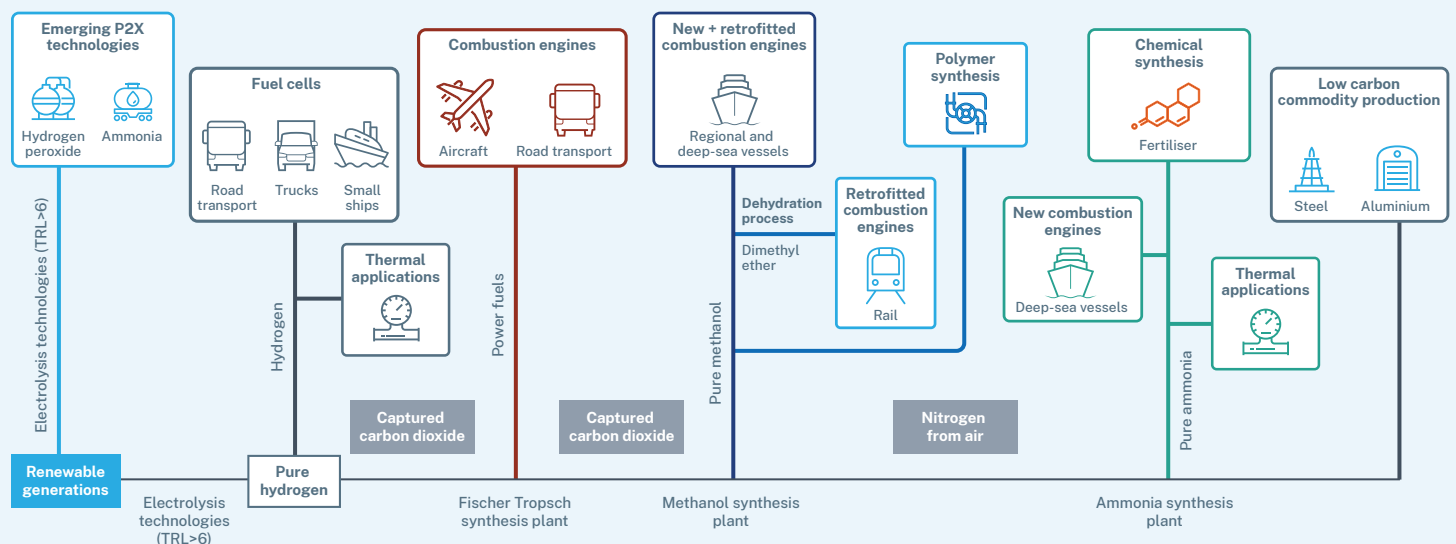 Emerging P2X
technologies
Hydrogen
peroxide
Ammonia
Electrolysis technologies (TRL>6)
Renewable
generations
Electrolysis
technologies
(TRL>6)
Fuel cells
Road
transport
Trucks
Small
ships
Thermal
applications
Hydrogen
Pure
hydrogen
Captured
carbon dioxide
Combustion engines
Aircraft
Road transport
Power fuels
Fischer Tropsch
synthesis plant
Captured
carbon dioxide
New + retrofitted
combustion engines
Regional and
deep-sea vessels
Dehydration
process
Dimethyl
ether
Pure methanol
Methanol synthesis
plant
Retrofitted
combustion
engines
Rail
Polymer
synthesis
Nitrogen
from air
Chemical
synthesis
Fertiliser
New combustion
engines
Deep-sea vessels
Thermal
applications
Pure ammonia
Ammonia synthesis
plant
Low carbon
commodity production
Steel
Aluminium